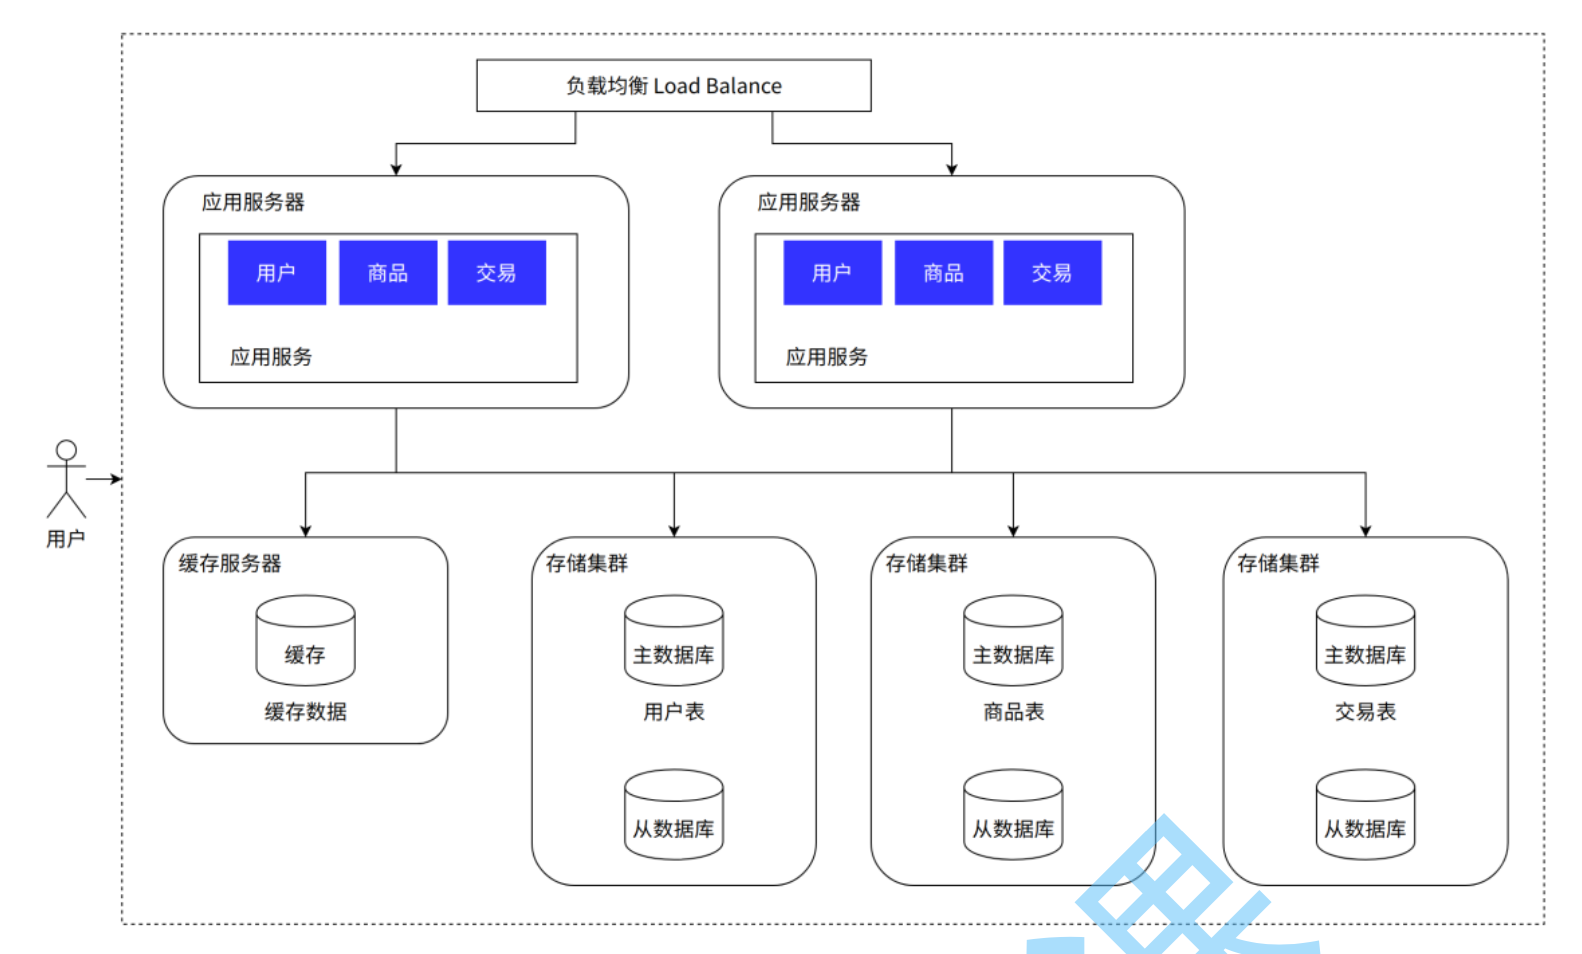 负载均衡 Load Balance
应用服务器
用户 商品 交易
应用服务
应用服务器
用户 商品 交易
应用服务
用户
缓存服务器
缓存
缓存数据
存储集群
主数据库
用户表
从数据库
存储集群
主数据库
商品表
从数据库
存储集群
主数据库
交易表
从数据库